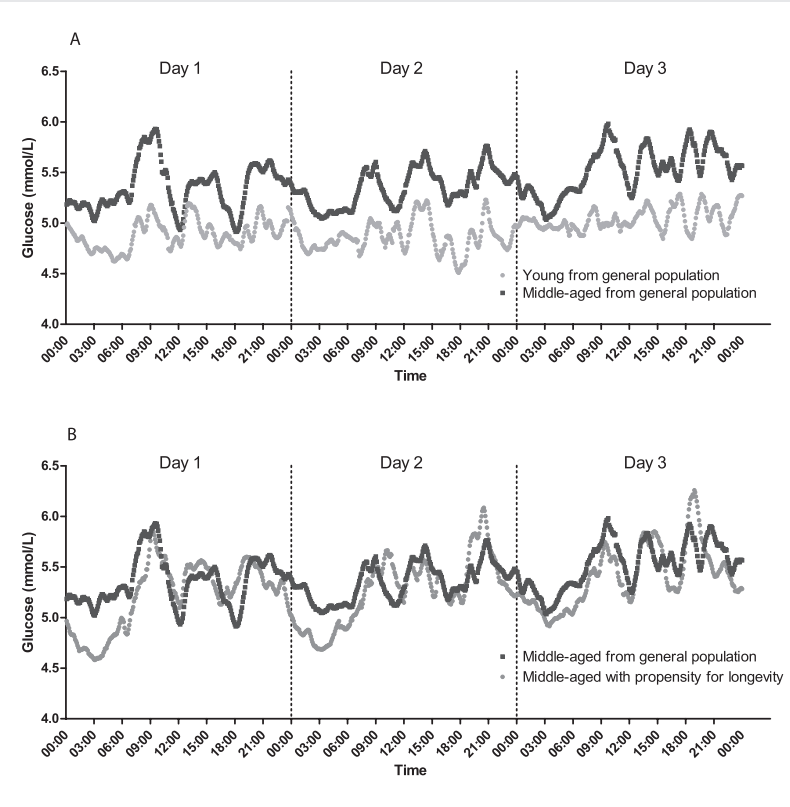 A
Day 1 Day 2 Day 3
6.5
6.0
5.5
5.0
4.5
4.0
Glucose (mmol/L)
Young from general population
Middle-aged from general population
00:00 03:00 06:00 09:00 12:00 15:00 18:00 21:00 00:00 03:00 06:00 09:00 12:00 15:00 18:00 21:00 00:00 03:00 06:00 09:00 12:00 15:00 18:00 21:00 00:00
Time
B
Day 1 Day 2 Day 3
6.5
6.0
5.5
5.0
4.5
4.0
Glucose (mmol/L)
Middle-aged from general population
Middle-aged with propensity for longevity
00:00 03:00 06:00 09:00 12:00 15:00 18:00 21:00 00:00 03:00 06:00 09:00 12:00 15:00 18:00 21:00 00:00 03:00 06:00 09:00 12:00 15:00 18:00 21:00 00:00
Time